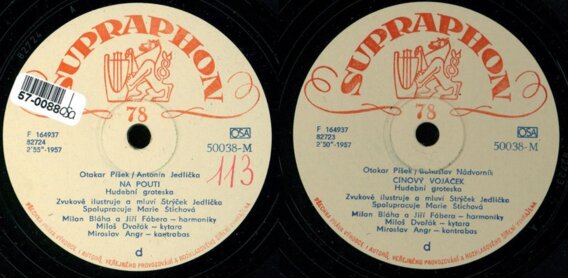 82724 A
SUPRAPHON
78
57-0088
OSA
F 164937
82724
2'55"-1957
OSA
50038-M
Otakar Píšek/Antonín Jedlička
NA POUTI
Hudební groteska
113
Zvukově ilustruje a mluví Strýček Jedlička
Spolupracuje Marie Stichová
Milan Bláha a Jiří Fábera - harmoniky
Miloš Dvořák - kytara
Miroslav Angr - kontrabas
d
SUPRAPHON
78
F 164937
82723
2'50"-1957
OSA
50038-M
Otakar Píšek/Bohuslav Nádvorník
CÍNOVÝ VOJÁČEK
Hudební groteska
Zvukově ilustruje a mluví Strýček Jedlička
Spolupracuje Marie Stichová
Milan Bláha a Jiří Fábera - harmoniky
Miloš Dvořák - kytara
Miroslav Angr - kontrabas
d